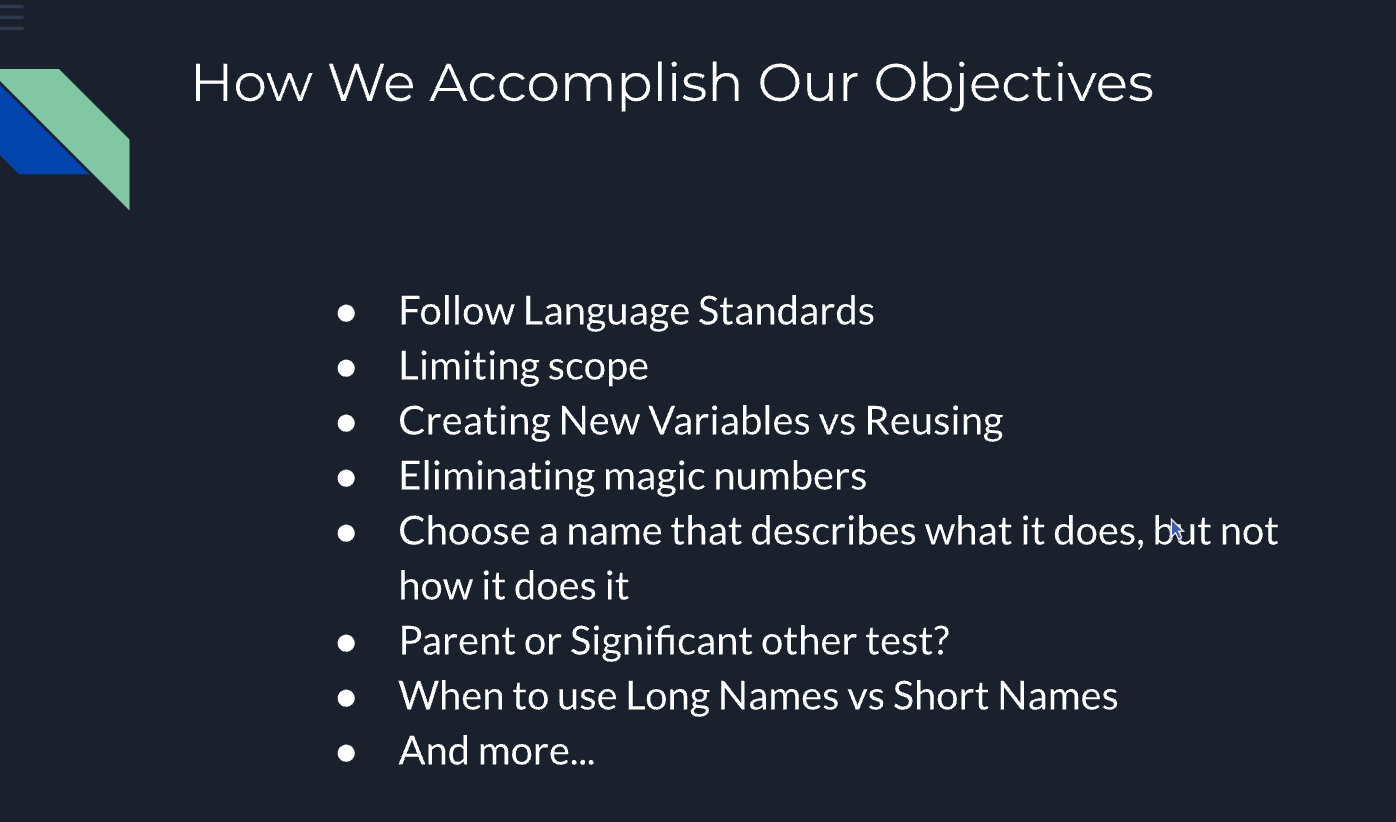 How We Accomplish Our Objectives
● Follow Language Standards
● Limiting scope
● Creating New Variables vs Reusing
● Eliminating magic numbers
● Choose a name that describes what it does, but not
how it does it
● Parent or Significant other test?
● When to use Long Names vs Short Names
● And more...